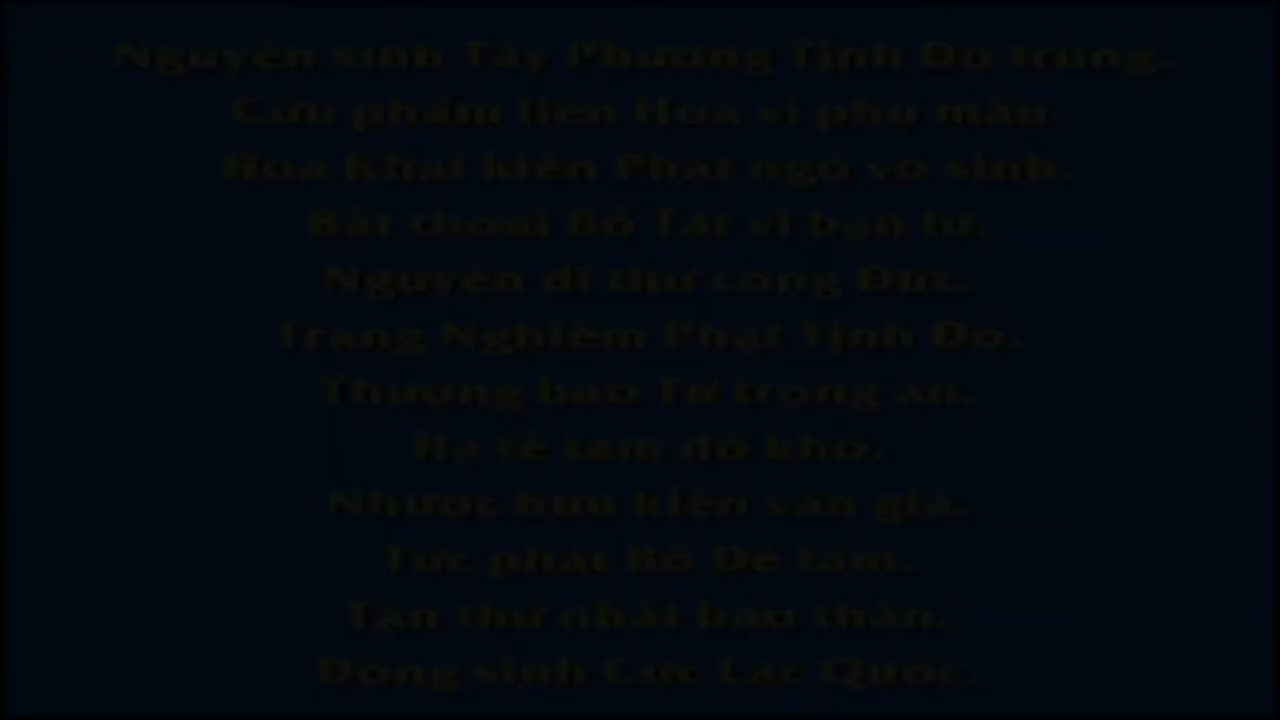 Nguyện sinh Tây Phương Tịnh Độ trung,
Cửu phẩm liên Hoa vi phụ mẫu.
Hoa Khai kiến Phật ngộ vô sinh.
Bất thoái Bồ Tát vi bạn lữ.
Nguyện dĩ thử công Đức.
Trang Nghiêm Phật Tịnh Độ.
Thượng báo Tứ trọng ân.
Hạ tế tam đồ khổ.
Nhược hữu kiến văn giả.
Tức phát Bồ Đề tâm.
Tận thử nhất báo thân.
Đồng sinh Cực Lạc Quốc.